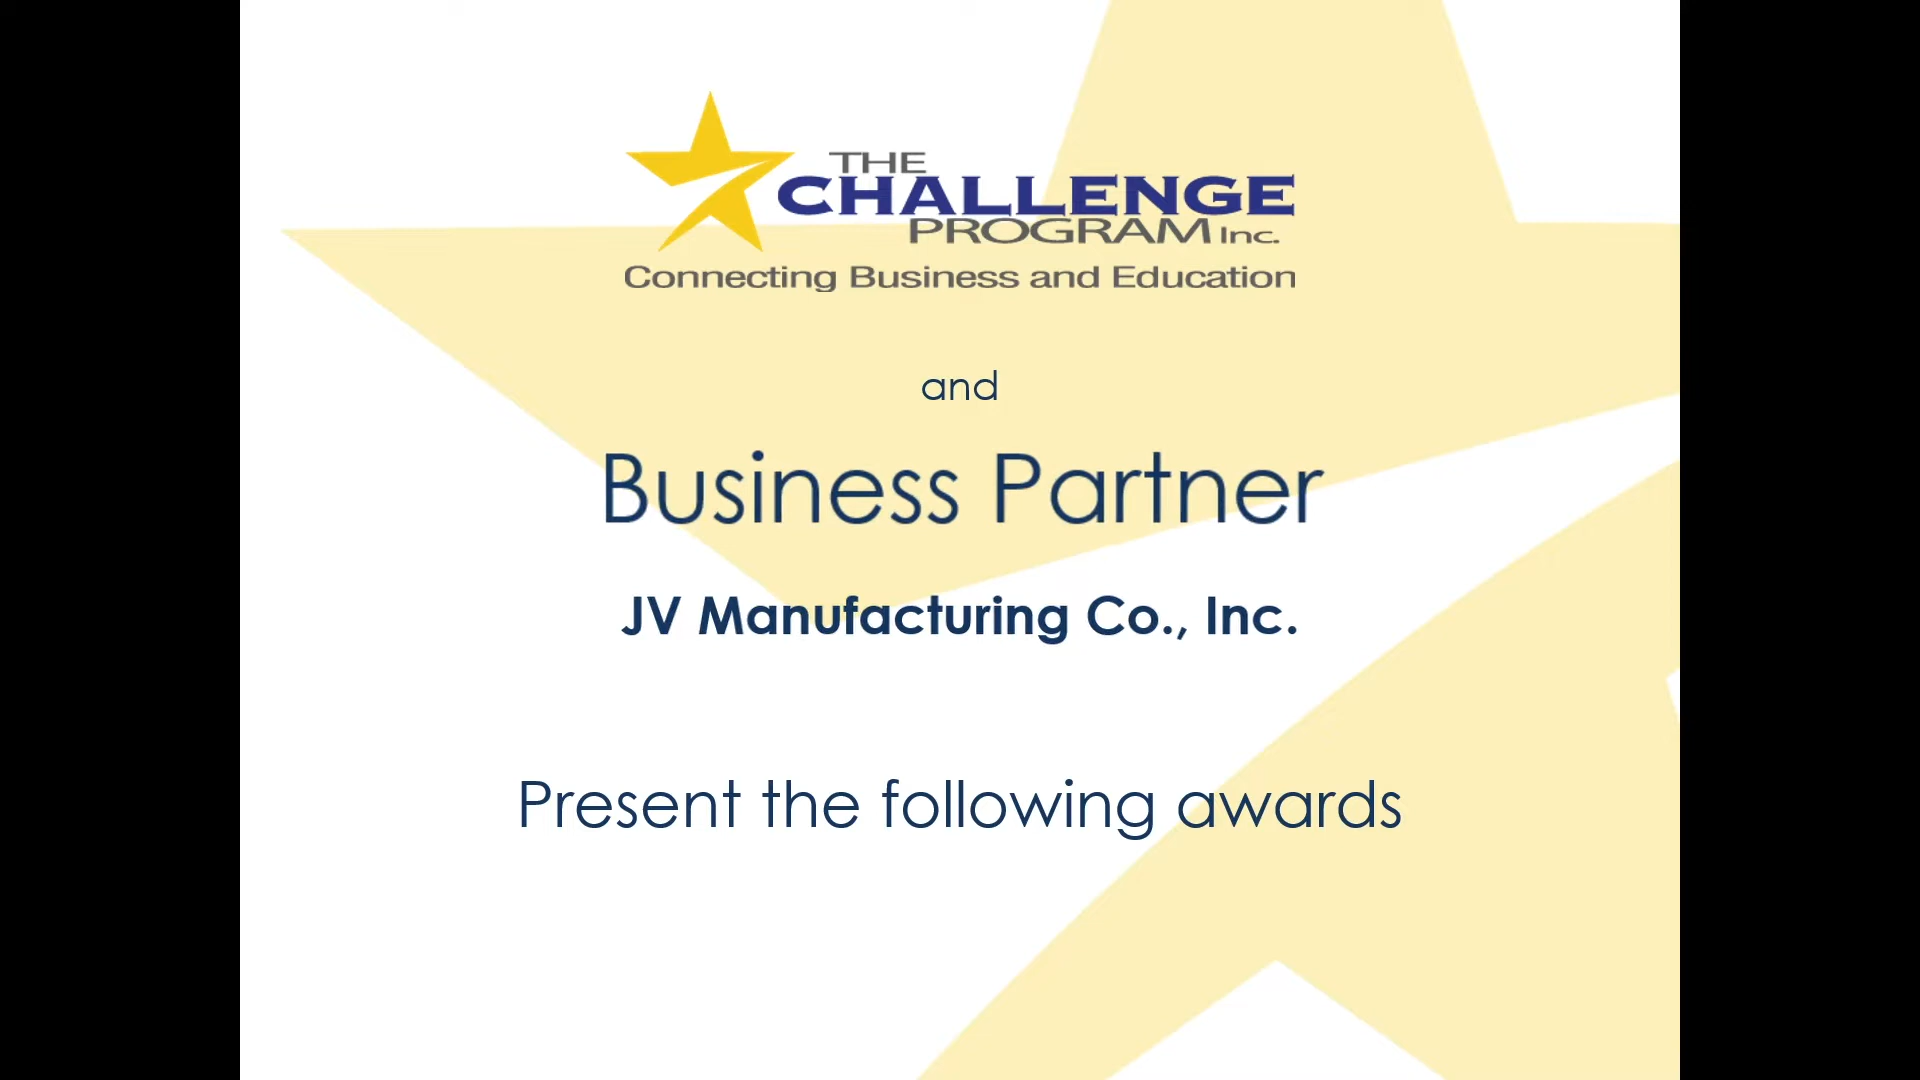 THE
CHALLENGE
PROGRAM Inc.
Connecting Business and Education
and
Business Partner
JV Manufacturing Co., Inc.
Present the following awards